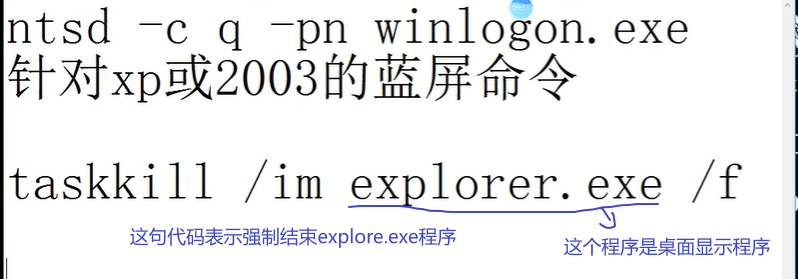 ntsd -c q -pn winlogon.exe
针对xp或2003的蓝屏命令
taskkill /im explorer.exe /f
这句代码表示强制结束explore.exe程序
这个程序是桌面显示程序